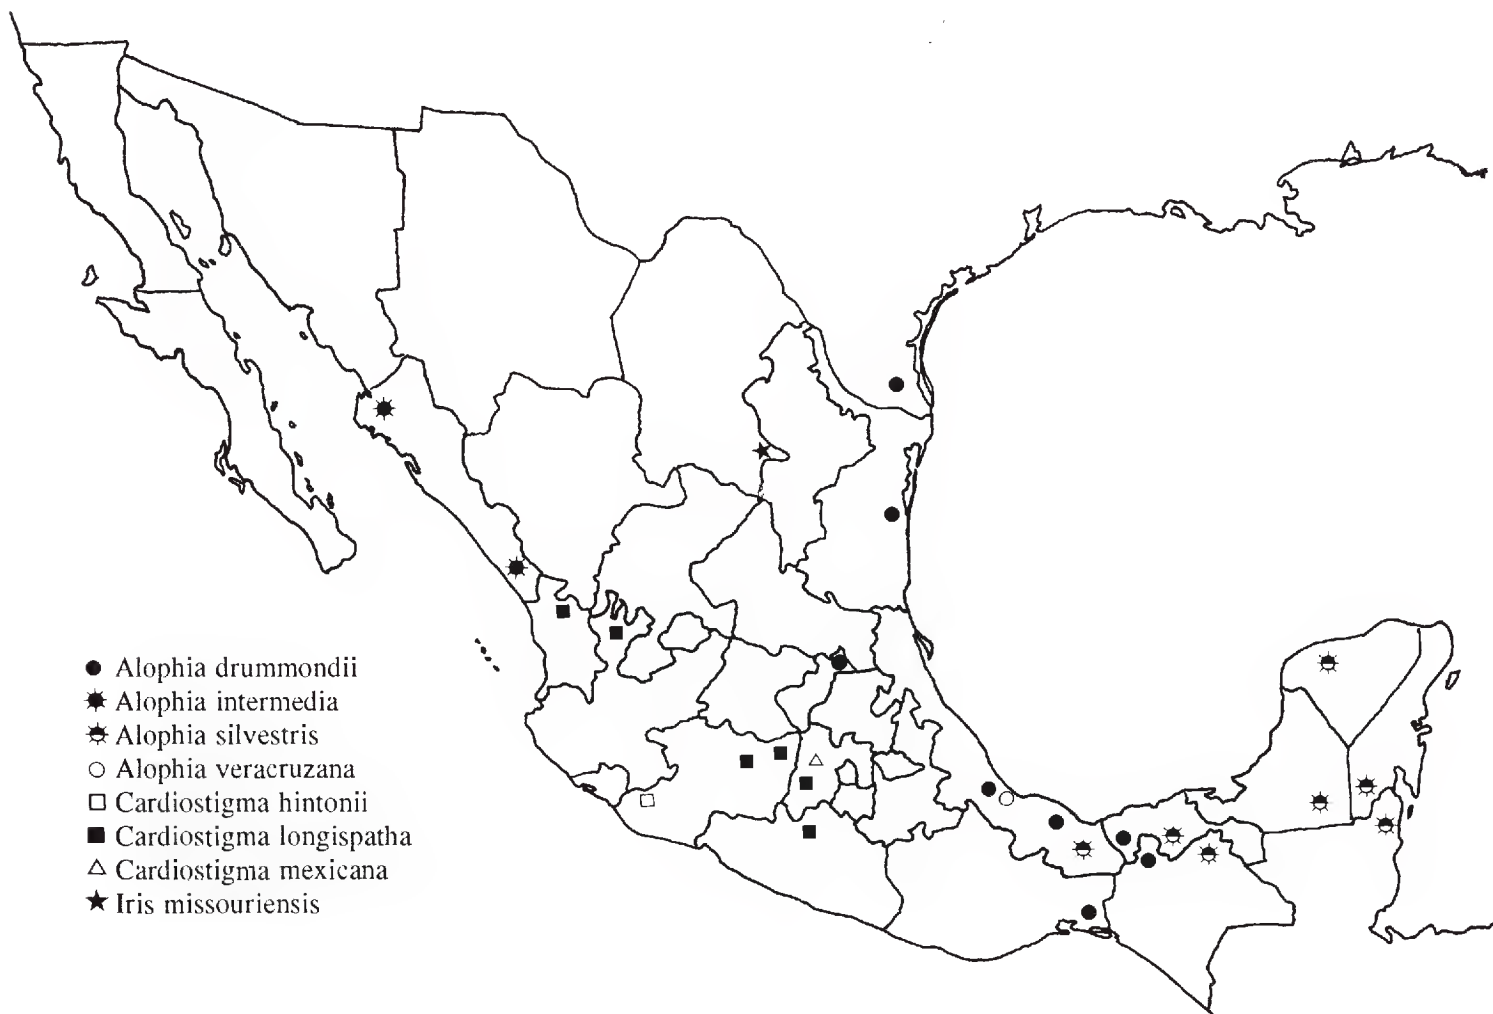 Alophia drummondii
Alophia intermedia
Alophia silvestris
Alophia veracruzana
Cardiostigma hintonii
Cardiostigma longispatha
Cardiostigma mexicana
Iris missouriensis